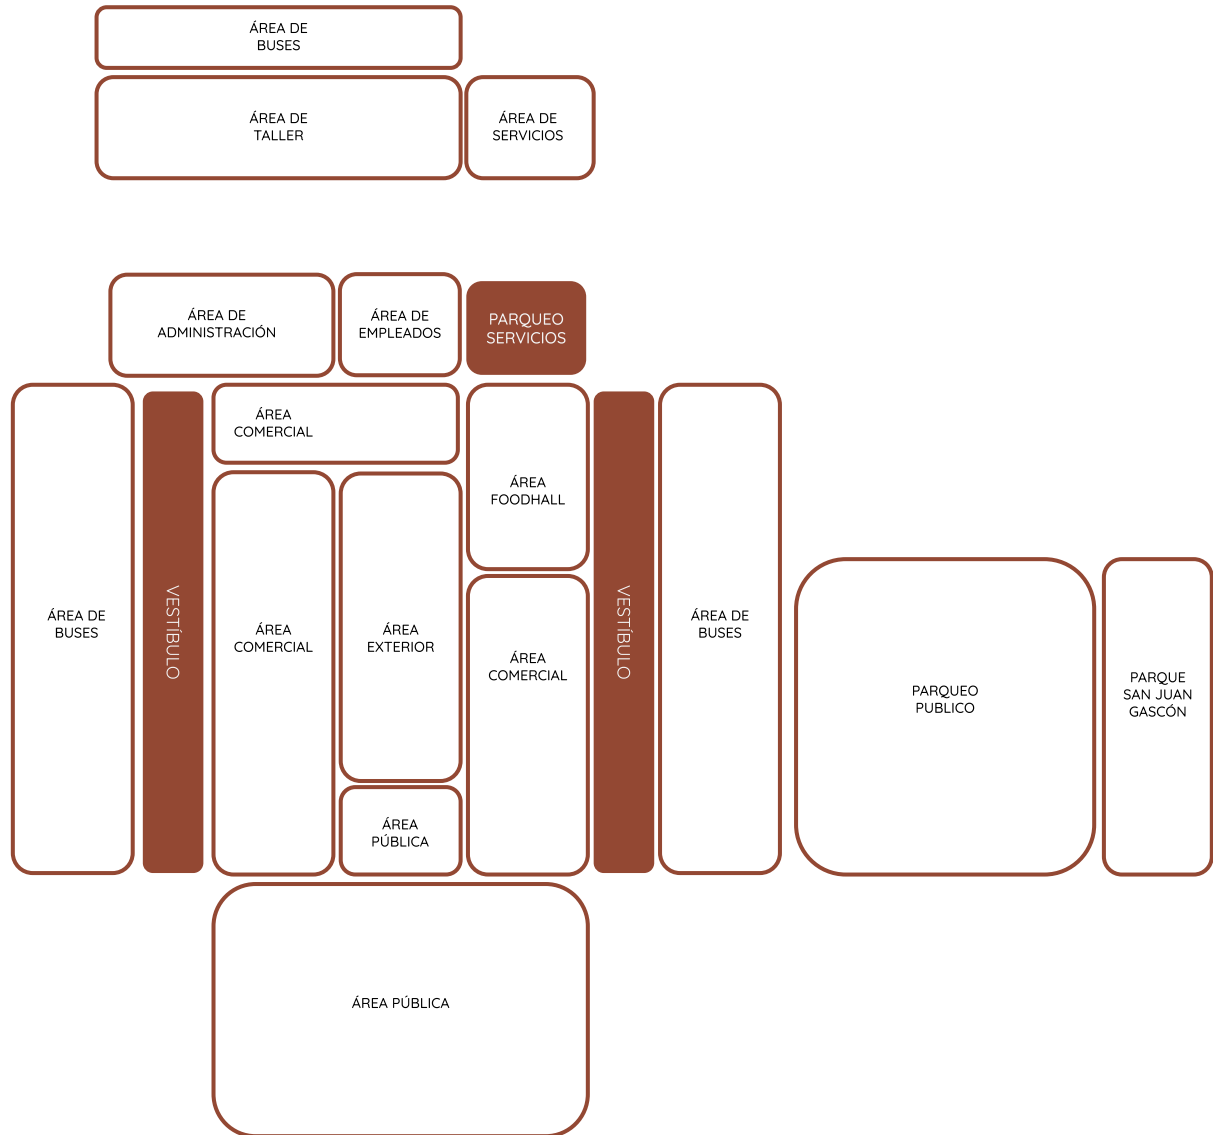 ÁREA DE
BUSES
ÁREA DE
TALLER
ÁREA DE
SERVICIOS
ÁREA DE
ADMINISTRACIÓN
ÁREA DE
EMPLEADOS
PARQUEO
SERVICIOS
ÁREA DE
BUSES
VESTÍBULO
ÁREA
COMERCIAL
ÁREA
COMERCIAL
ÁREA
EXTERIOR
ÁREA
PÚBLICA
ÁREA
FOODHALL
ÁREA
COMERCIAL
VESTÍBULO
ÁREA DE
BUSES
PARQUEO
PUBLICO
PARQUE
SAN JUAN
GASCÓN
ÁREA PÚBLICA